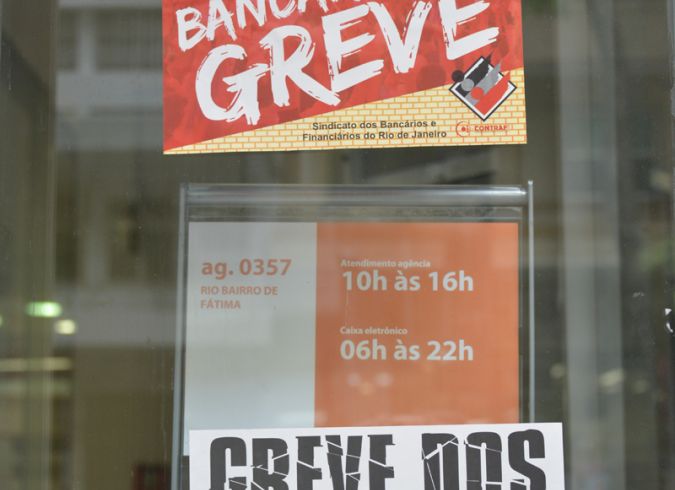 GREVE
Sindicato dos Bancários e
Financiários do Rio de Janeiro
CONTRAF
ag. 0357
RIO BAIRRO DE
FÁTIMA
Atendimento agência
10h às 16h
Caixa eletrônico
06h às 22h
GREVE DOS